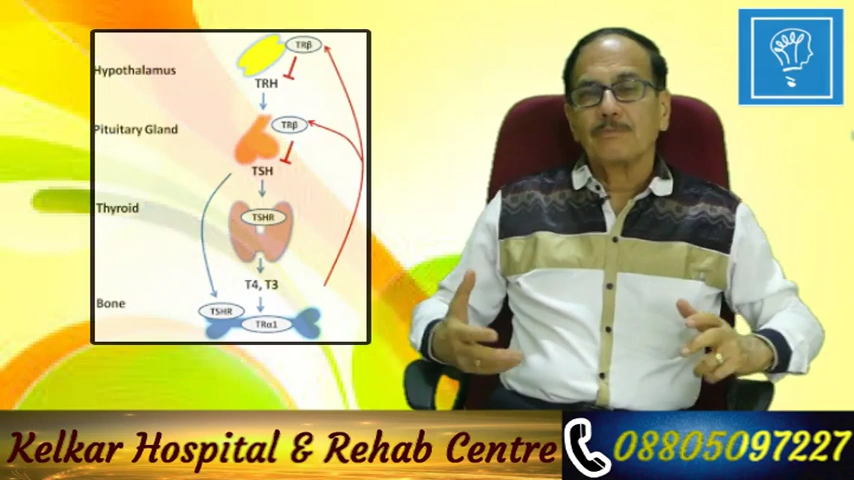 TRβ
Hypothalamus
TRH
Pituitary Gland
TRβ
TSH
Thyroid
TSHR
T4, T3
Bone
TSHR
TRα1
Kelkar Hospital & Rehab Centre
08805097227